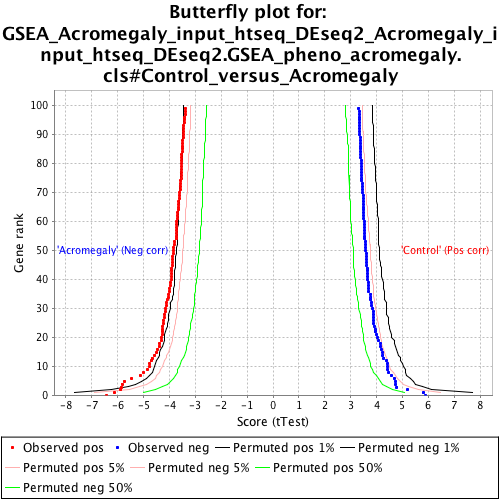 Butterfly plot for:
GSEA_Acromegaly_input_htseq_DEseq2_Acromegaly_i
nput_htseq_DEseq2.GSEA_pheno_acromegaly.
cls#Control_versus_Acromegaly
100
90
80
70
60
50
40
30
20
10
0
Gene rank
'Acromegaly' (Neg corr)
'Control' (Pos corr)
-8 -7 -6 -5 -4 -3 -2 -1 0 1 2 3 4 5 6 7 8
Score (tTest)
Observed pos Observed neg Permuted pos 1% Permuted neg 1%
Permuted pos 5% Permuted neg 5% Permuted pos 50%
Permuted neg 50%